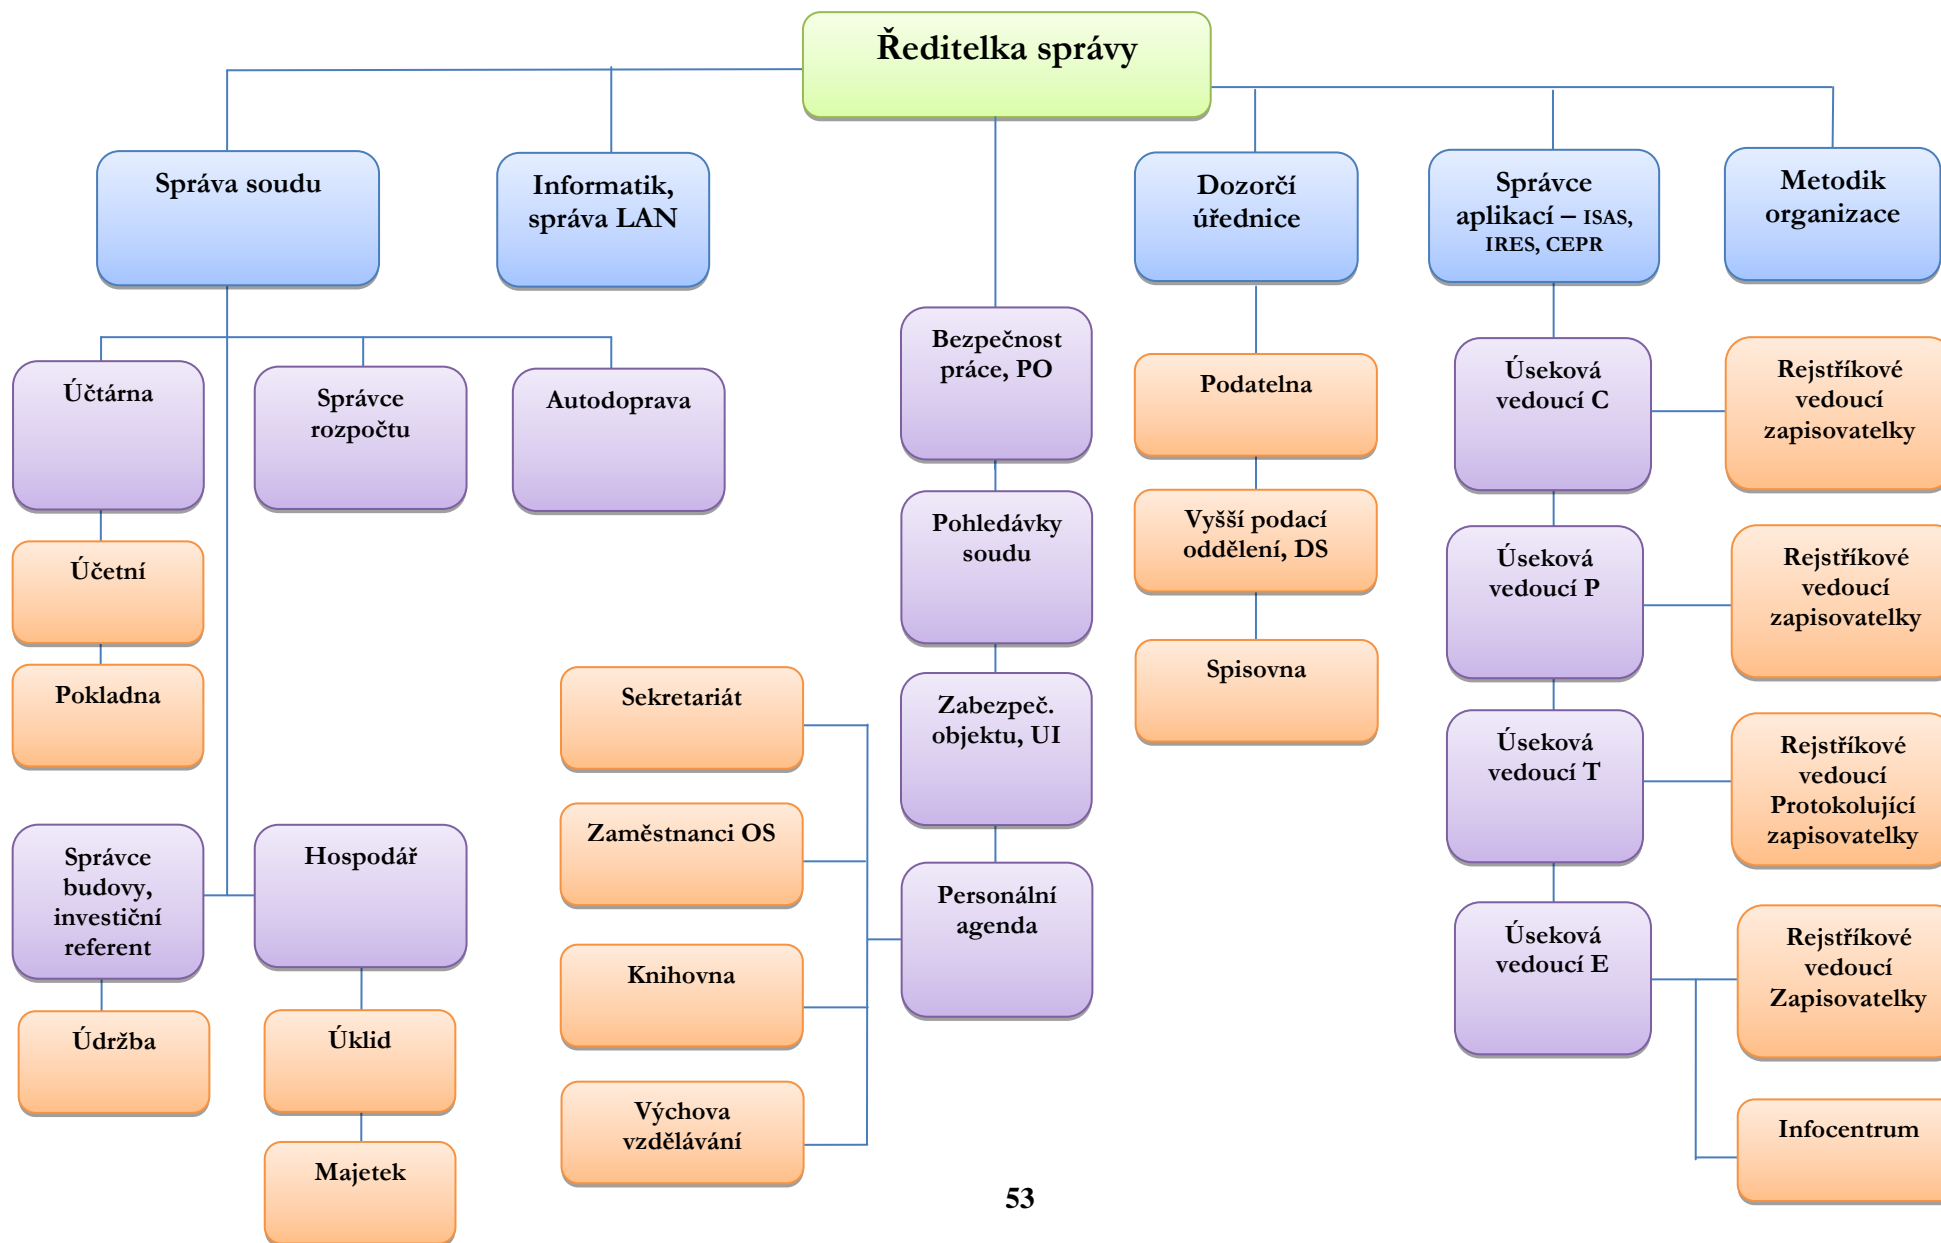 Ředitelka správy
Správa soudu
Informatik,
správa LAN
Dozorčí
úřednice
Správce
aplikací – ISAS,
IRES, CEPR
Metodik
organizace
Účtárna
Správce
rozpočtu
Autodoprava
Účetní
Pokladna
Správce
budovy,
investiční
referent
Hospodář
Údržba
Úklid
Majetek
Bezpečnost
práce, PO
Pohledávky
soudu
Zabezpeč.
objektu, UI
Personální
agenda
Sekretariát
Zaměstnanci OS
Knihovna
Výchova
vzdělávání
Podatelna
Vyšší podací
oddělení, DS
Spisovna
Úseková
vedoucí C
Rejstříkové
vedoucí
zapisovatelky
Úseková
vedoucí P
Rejstříkové
vedoucí
zapisovatelky
Úseková
vedoucí T
Rejstříkové
vedoucí
Protokolující
zapisovatelky
Úseková
vedoucí E
Rejstříkové
vedoucí
Zapisovatelky
Infocentrum
53